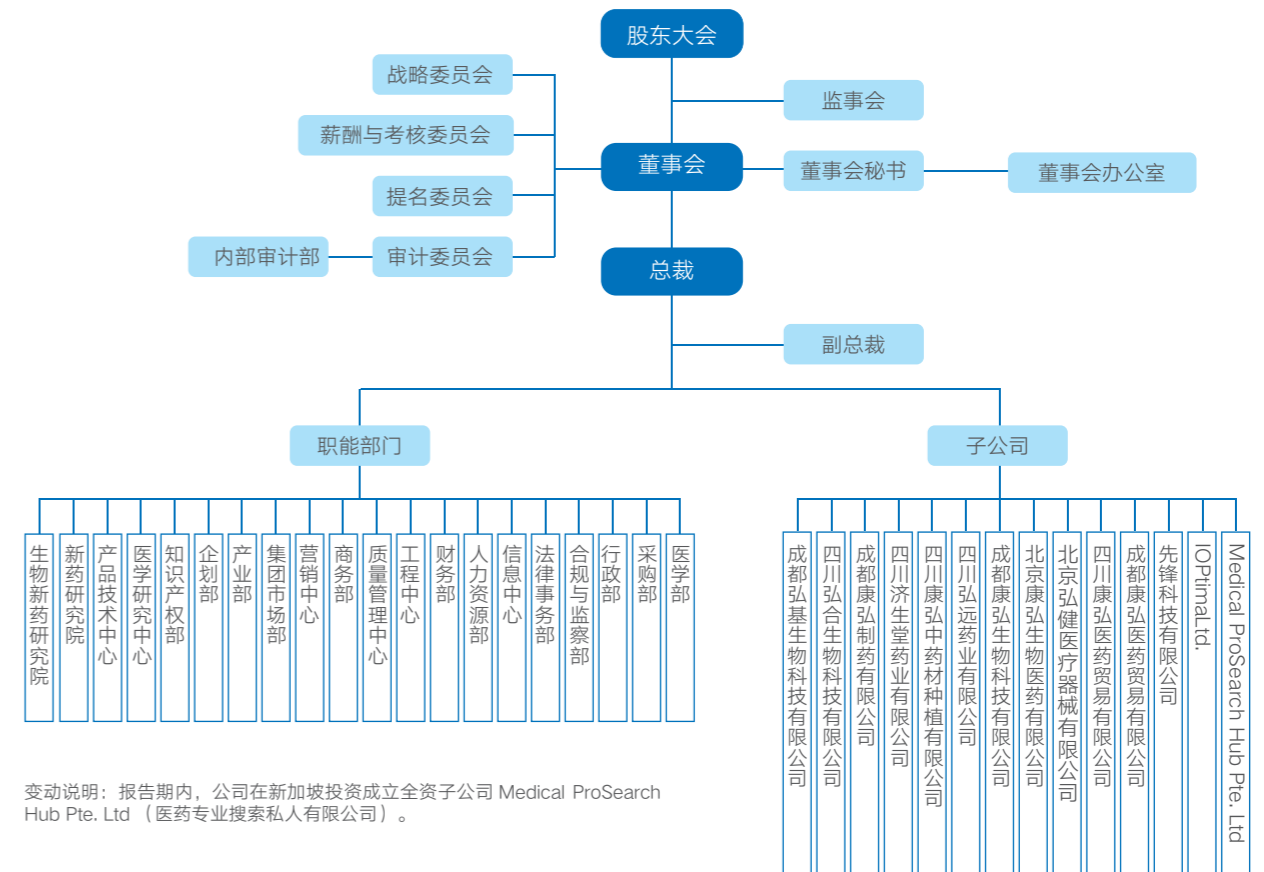 股东大会
战略委员会
监事会
薪酬与考核委员会
董事会
董事会秘书
董事会办公室
提名委员会
内部审计部
审计委员会
总裁
副总裁
职能部门
子公司
生物新药研究院
新药研究院
产品技术中心
医学研究中心
知识产权部
企划部
产业部
集团市场部
营销中心
商务部
质量管理中心
工程中心
财务部
人力资源部
信息中心
法律事务部
合规与监察部
行政部
采购部
医学部
成都弘基生物科技有限公司
四川弘合生物科技有限公司
成都康弘制药有限公司
四川济生堂药业有限公司
四川康弘中药材种植有限公司
四川弘远药业有限公司
成都康弘生物科技有限公司
北京康弘生物医药有限公司
北京弘健医疗器械有限公司
四川康弘医药贸易有限公司
成都康弘医药贸易有限公司
先锋科技有限公司
IOPtimaLtd.
Medical ProSearch Hub Pte. Ltd
变动说明：报告期内，公司在新加坡投资成立全资子公司 Medical ProSearch
Hub Pte. Ltd （医药专业搜索私人有限公司）。